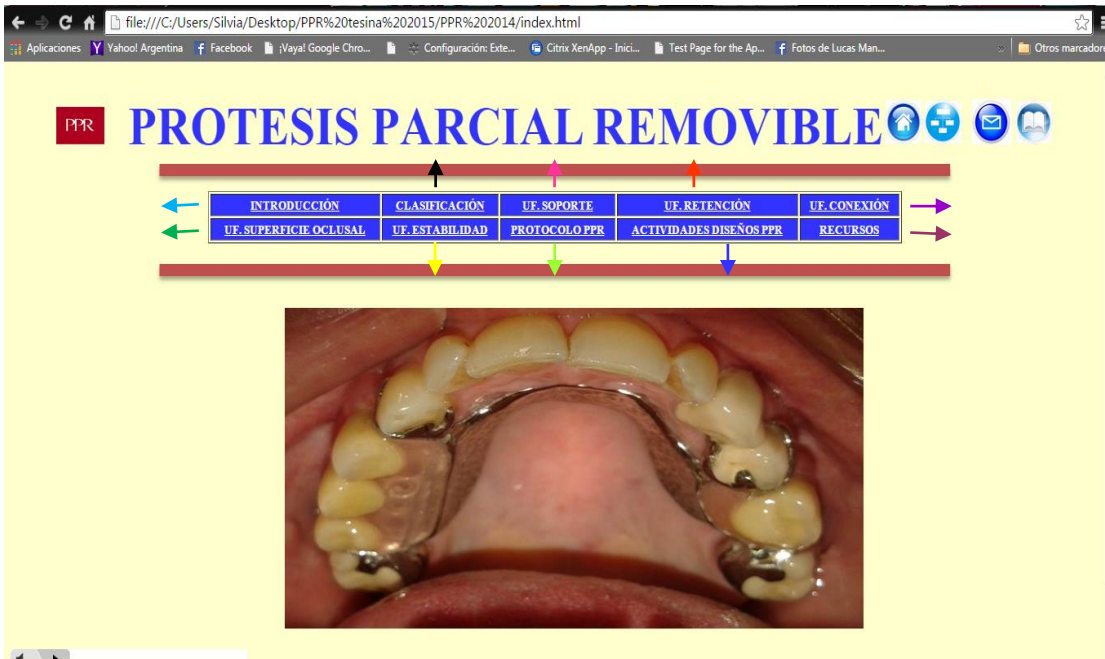 file:///C:/Users/Silvia/Desktop/PPR%20tesina%202015/PPR%202014/index.html
Aplicaciones Yahoo! Argentina Facebook ¡Vaya! Google Chro... Configuración: Exte... Citrix XenApp - Inici... Test Page for the Ap... Fotos de Lucas Man... » Otros marcadore
PPR PROTESIS PARCIAL REMOVIBLE
INTRODUCCIÓN CLASIFICACIÓN UF. SOPORTE UF. RETENCIÓN UF. CONEXIÓN
UF. SUPERFICIE OCLUSAL UF. ESTABILIDAD PROTOCOLO PPR ACTIVIDADES DISEÑOS PPR RECURSOS